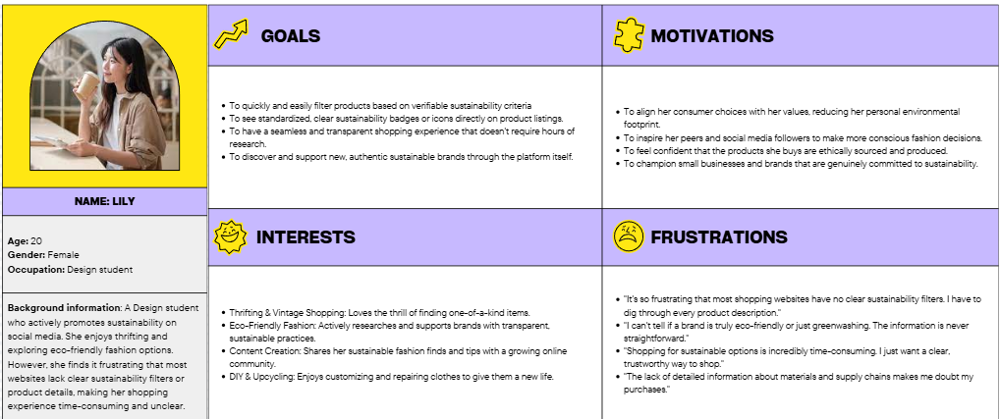 NAME: LILY
Age: 20
Gender: Female
Occupation: Design student
Background information: A Design student
who actively promotes sustainability on
social media. She enjoys thrifting and
exploring eco-friendly fashion options.
However, she finds it frustrating that most
websites lack clear sustainability filters or
product details, making her shopping
experience time-consuming and unclear.
GOALS
• To quickly and easily filter products based on verifiable sustainability criteria
• To see standardized, clear sustainability badges or icons directly on product listings.
• To have a seamless and transparent shopping experience that doesn't require hours of
research.
• To discover and support new, authentic sustainable brands through the platform itself.
MOTIVATIONS
• To align her consumer choices with her values, reducing her personal environmental
footprint.
• To inspire her peers and social media followers to make more conscious fashion decisions.
• To feel confident that the products she buys are ethically sourced and produced.
• To champion small businesses and brands that are genuinely committed to sustainability.
INTERESTS
• Thrifting & Vintage Shopping: Loves the thrill of finding one-of-a-kind items.
• Eco-Friendly Fashion: Actively researches and supports brands with transparent,
sustainable practices.
• Content Creation: Shares her sustainable fashion finds and tips with a growing online
community.
• DIY & Upcycling: Enjoys customizing and repairing clothes to give them a new life.
FRUSTRATIONS
• "It's so frustrating that most shopping websites have no clear sustainability filters. I have to
dig through every product description."
• "I can't tell if a brand is truly eco-friendly or just greenwashing. The information is never
straightforward."
• "Shopping for sustainable options is incredibly time-consuming. I just want a clear,
trustworthy way to shop."
• "The lack of detailed information about materials and supply chains makes me doubt my
purchases."